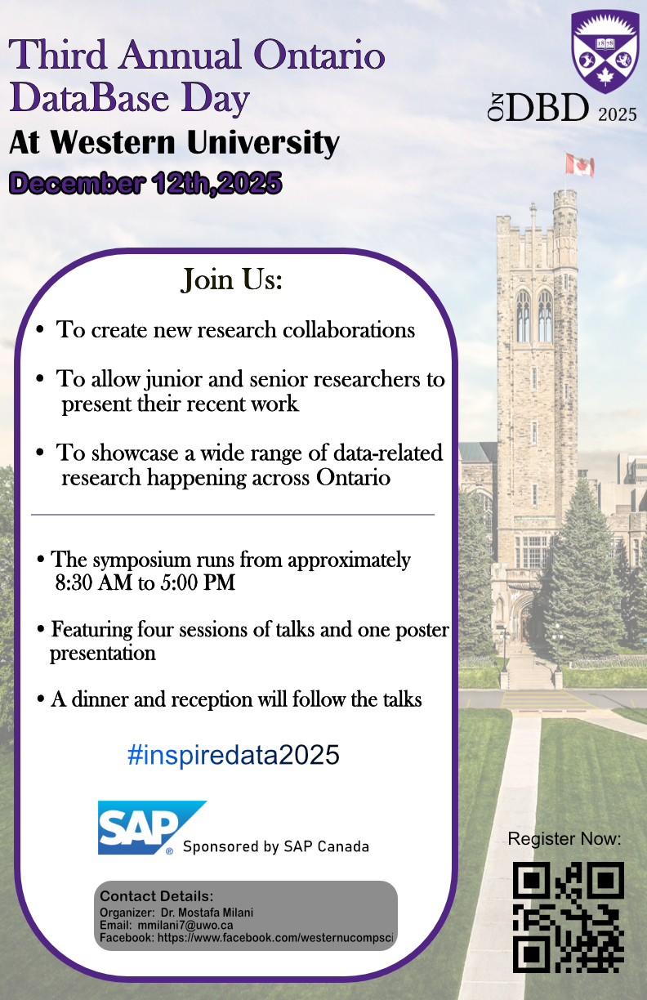 Third Annual Ontario
DataBase Day
At Western University
December 12th,2025
1878
ONDBD 2025
Join Us:
• To create new research collaborations
• To allow junior and senior researchers to
present their recent work
• To showcase a wide range of data-related
research happening across Ontario
• The symposium runs from approximately
8:30 AM to 5:00 PM
• Featuring four sessions of talks and one poster
presentation
• A dinner and reception will follow the talks
#inspiredata2025
SAP® Sponsored by SAP Canada
Contact Details:
Organizer: Dr. Mostafa Milani
Email: mmilani7@uwo.ca
Facebook: https://www.facebook.com/westernucompsci
Register Now: